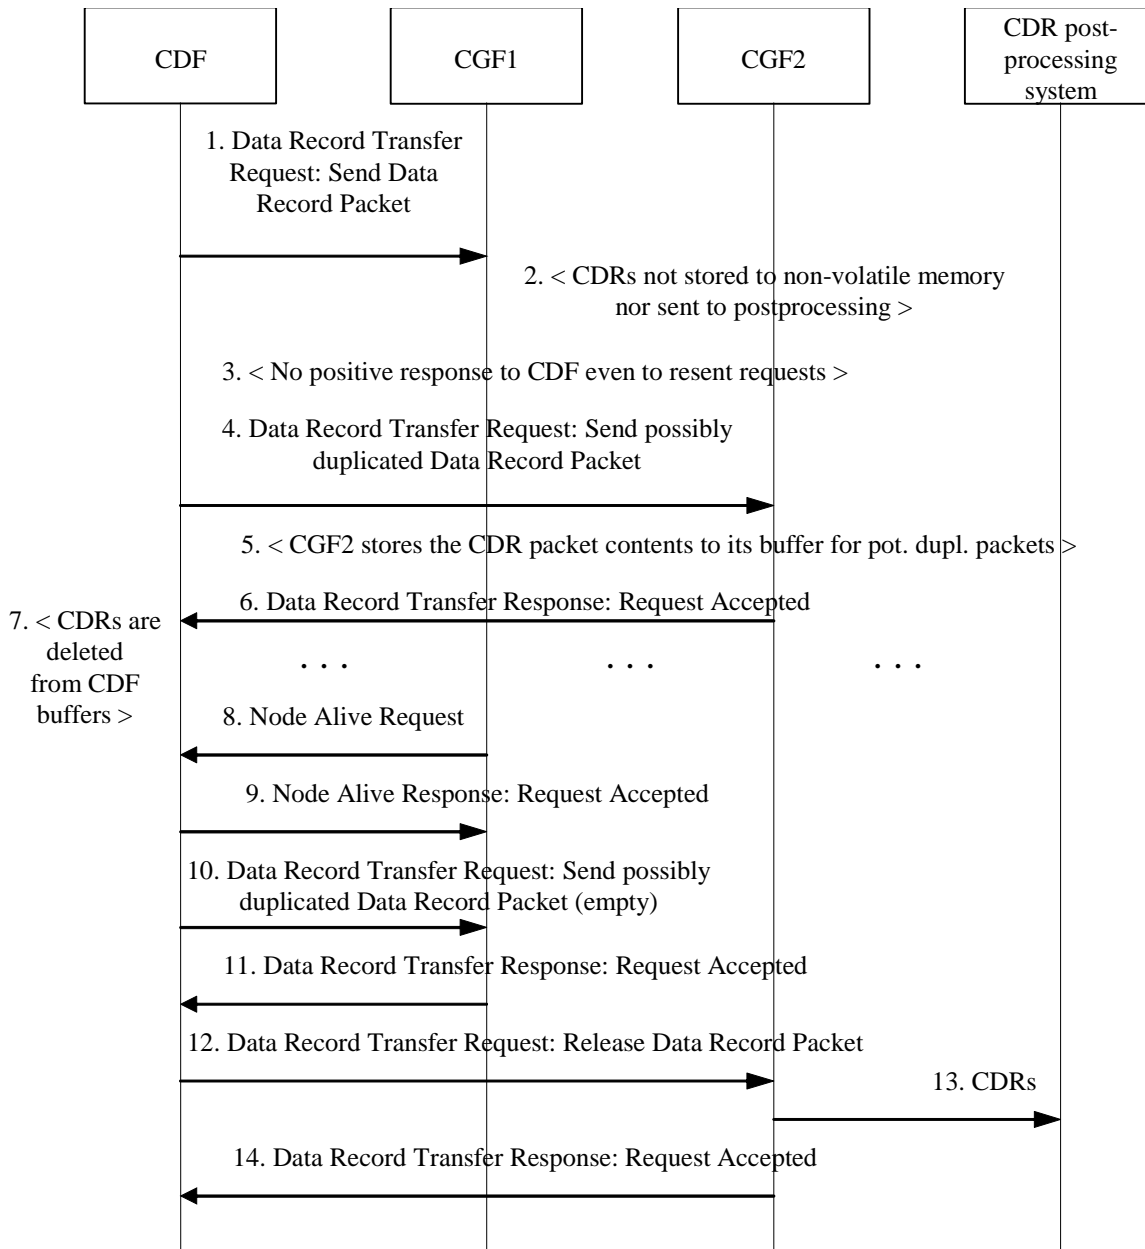 CDF
CGF1
CGF2
CDR post-
processing
system
1. Data Record Transfer
Request: Send Data
Record Packet
2. < CDRs not stored to non-volatile memory
nor sent to postprocessing >
3. < No positive response to CDF even to resent requests >
4. Data Record Transfer Request: Send possibly
duplicated Data Record Packet
5. < CGF2 stores the CDR packet contents to its buffer for pot. dupl. packets >
6. Data Record Transfer Response: Request Accepted
7. < CDRs are
deleted
from CDF
buffers >
. . .
. . .
. . .
8. Node Alive Request
9. Node Alive Response: Request Accepted
10. Data Record Transfer Request: Send possibly
duplicated Data Record Packet (empty)
11. Data Record Transfer Response: Request Accepted
12. Data Record Transfer Request: Release Data Record Packet
13. CDRs
14. Data Record Transfer Response: Request Accepted